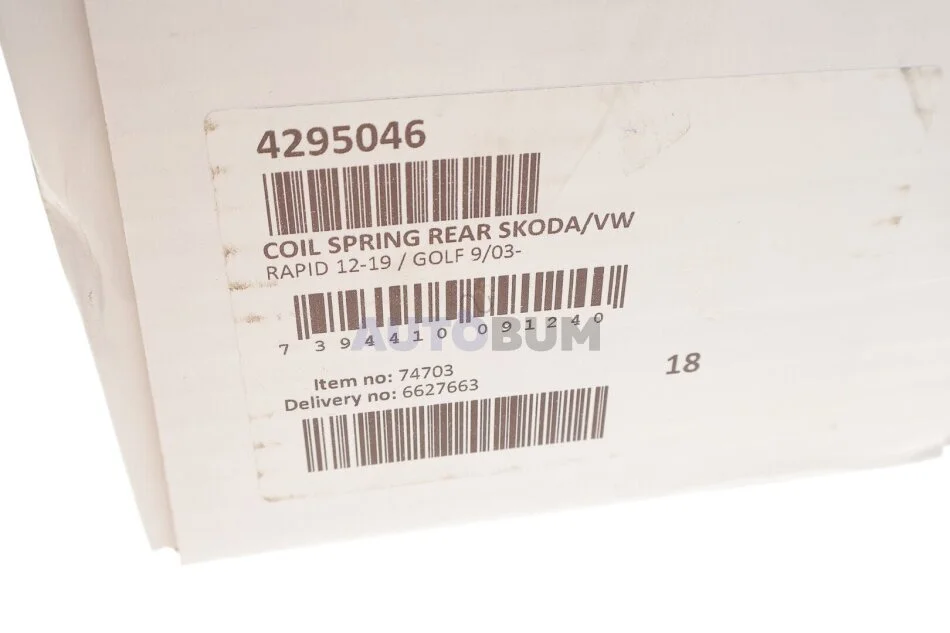 4295046
COIL SPRING REAR SKODA/VW
RAPID 12-19 / GOLF 9/03-
7 394410 091240
AUTOBUM
Item no: 74703
Delivery no: 6627663
18